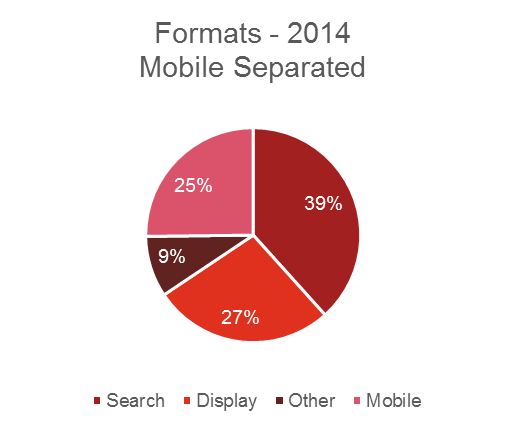 Formats - 2014
Mobile Separated
25%
39%
9%
27%
Search Display Other Mobile